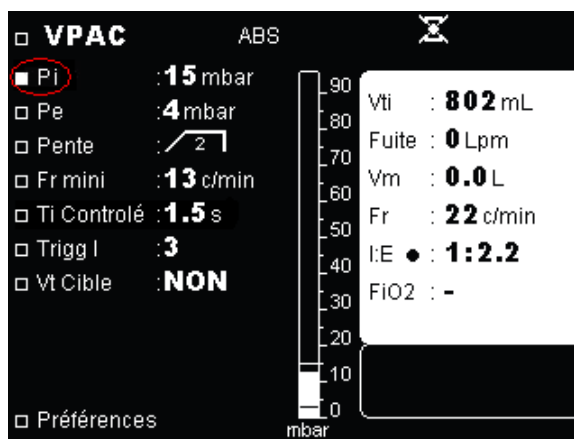 VPAC ABS
Pi :15 mbar
Pe :4 mbar
Pente : 2
Fr mini :13 c/min
Ti Controlé :1.5 s
Trigg I :3
Vt Cible :NON
Préférences
90
80
70
60
50
40
30
20
10
0
mbar
Vti : 802 mL
Fuite : 0 Lpm
Vm : 0.0 L
Fr : 22 c/min
I:E ● : 1:2.2
FiO2 : -